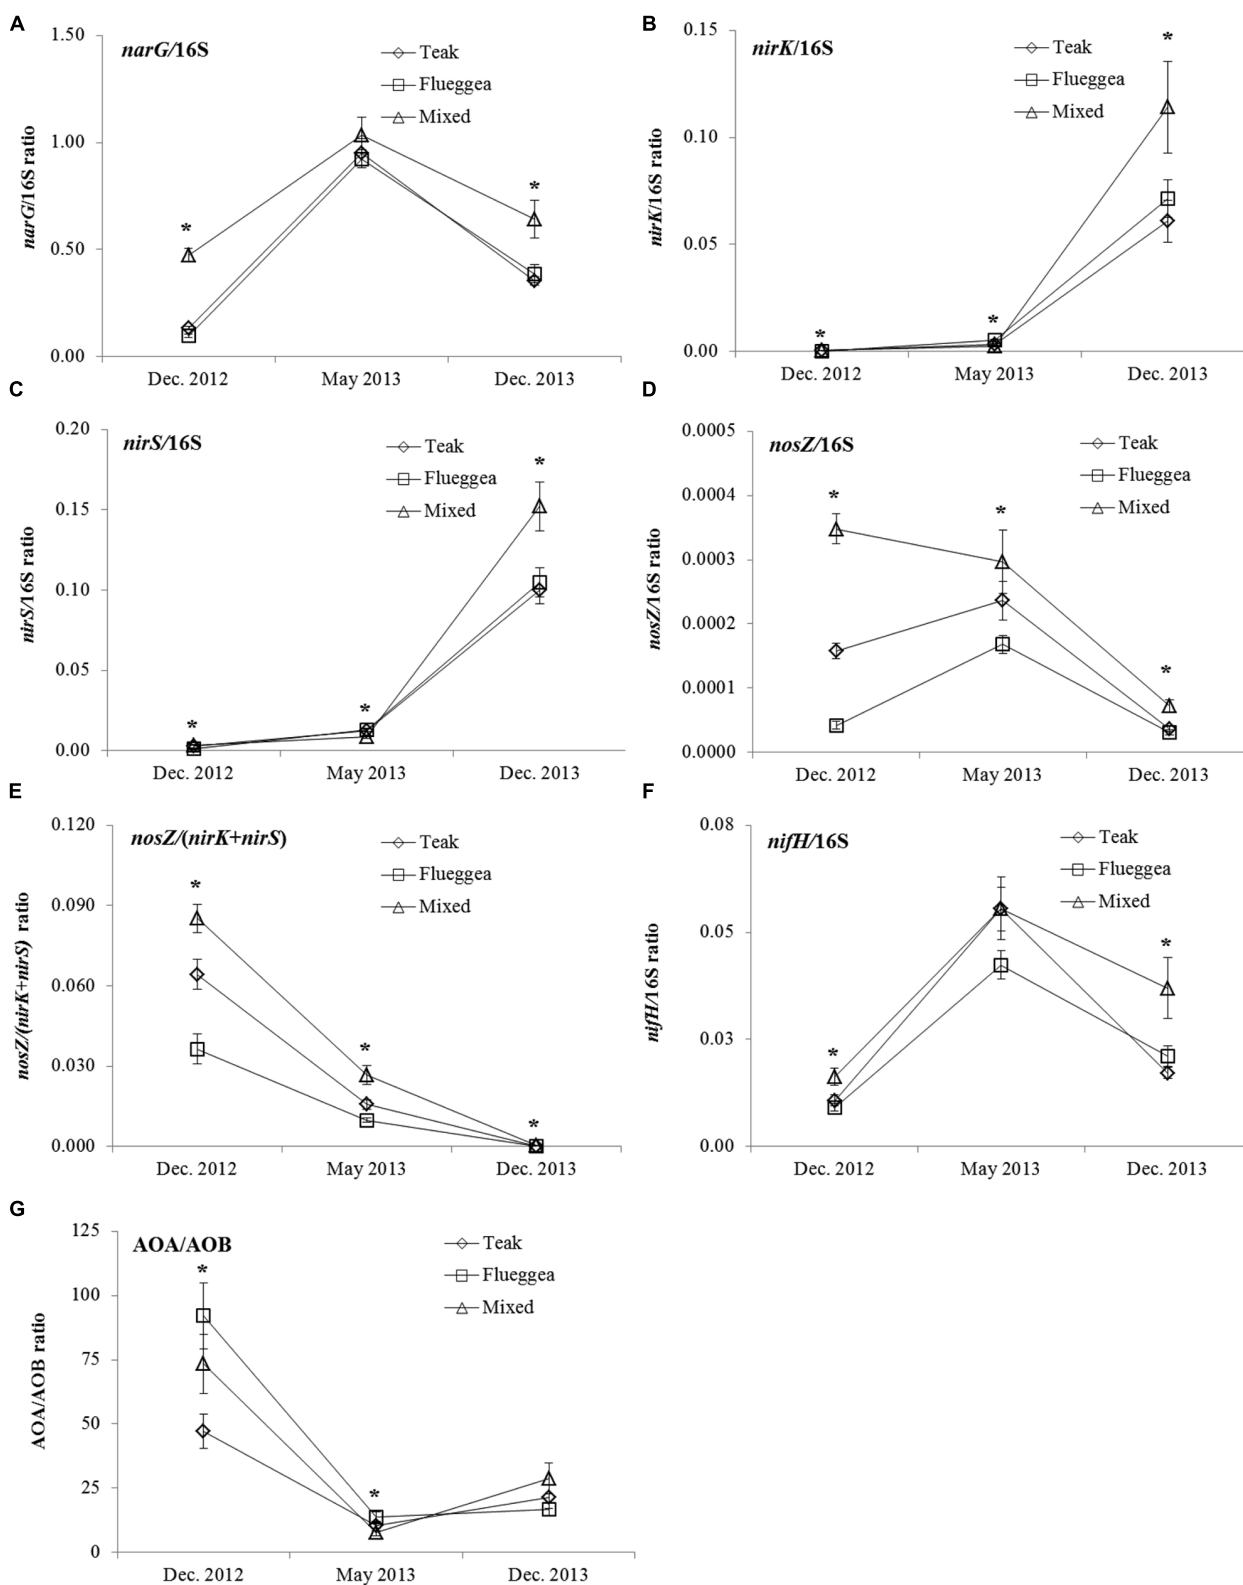 A
narG/16S
Teak
Flueggea
Mixed
narG/16S ratio
1.50
1.00
0.50
0.00
*
*
Dec. 2012
May 2013
Dec. 2013
B
nirK/16S
Teak
Flueggea
Mixed
nirK/16S ratio
0.15
0.10
0.05
0.00
*
*
*
Dec. 2012
May 2013
Dec. 2013
C
nirS/16S
Teak
Flueggea
Mixed
nirS/16S ratio
0.20
0.15
0.10
0.05
0.00
*
*
*
Dec. 2012
May 2013
Dec. 2013
D
nosZ/16S
Teak
Flueggea
Mixed
nosZ/16S ratio
0.0005
0.0004
0.0003
0.0002
0.0001
0.0000
*
*
*
Dec. 2012
May 2013
Dec. 2013
E
nosZ/(nirK+nirS)
Teak
Flueggea
Mixed
nosZ/(nirK+nirS) ratio
0.120
0.090
0.060
0.030
0.000
*
*
*
Dec. 2012
May 2013
Dec. 2013
F
nifH/16S
Teak
Flueggea
Mixed
nifH/16S ratio
0.08
0.05
0.03
0.00
*
*
Dec. 2012
May 2013
Dec. 2013
G
AOA/AOB
Teak
Flueggea
Mixed
AOA/AOB ratio
125
100
75
50
25
0
*
*
Dec. 2012
May 2013
Dec. 2013